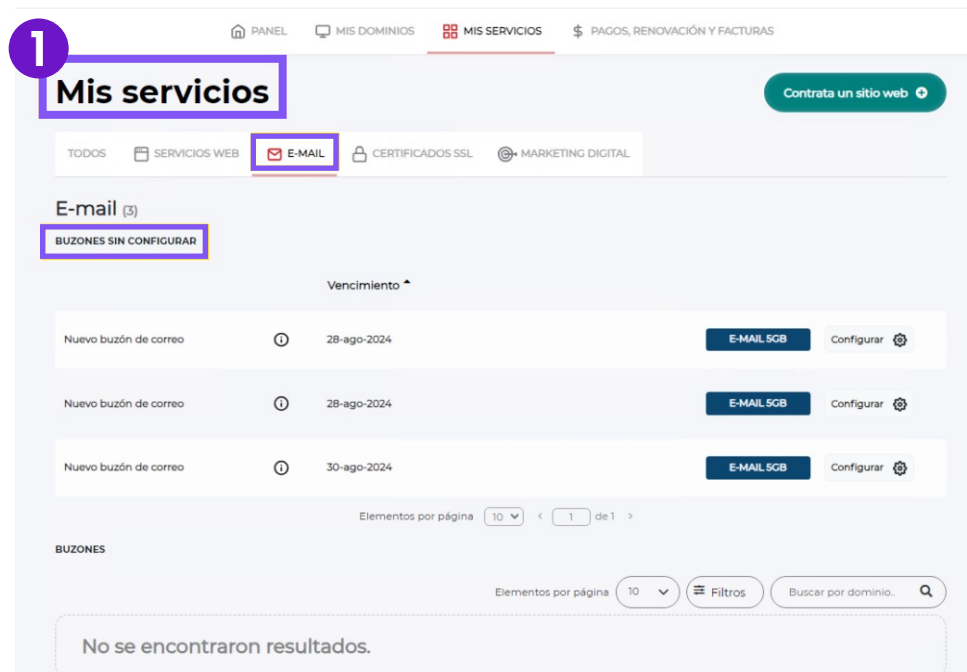 PANEL MIS DOMINIOS MIS SERVICIOS $ PAGOS, RENOVACIÓN Y FACTURAS
1
Mis servicios
Contrata un sitio web
TODOS SERVICIOS WEB E-MAIL CERTIFICADOS SSL MARKETING DIGITAL
E-mail (3)
BUZONES SIN CONFIGURAR
Vencimiento
Nuevo buzón de correo 28-ago-2024 E-MAIL 5GB Configurar
Nuevo buzón de correo 28-ago-2024 E-MAIL 5GB Configurar
Nuevo buzón de correo 30-ago-2024 E-MAIL 5GB Configurar
Elementos por página 10 < 1 de 1 >
BUZONES
Elementos por página 10 Filtros Buscar por dominio..
No se encontraron resultados.